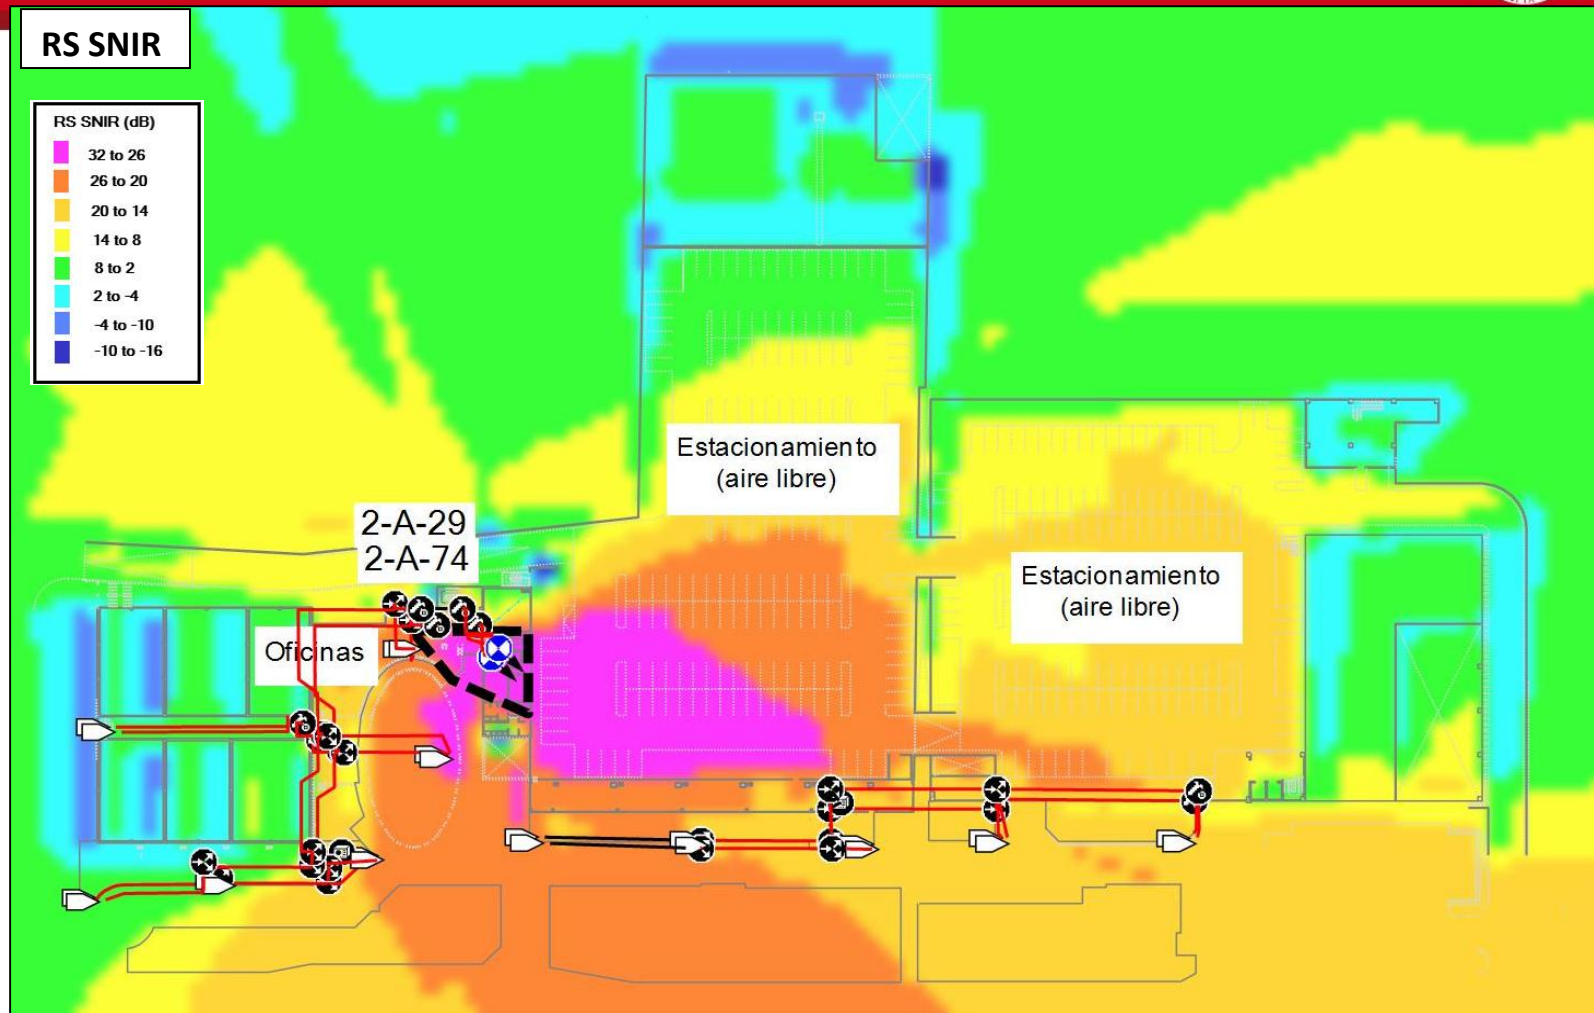 RS SNIR
RS SNIR (dB)
32 to 26
26 to 20
20 to 14
14 to 8
8 to 2
2 to -4
-4 to -10
-10 to -16
Estacionamiento
(aire libre)
2-A-29
2-A-74
Estacionamiento
(aire libre)
Oficinas